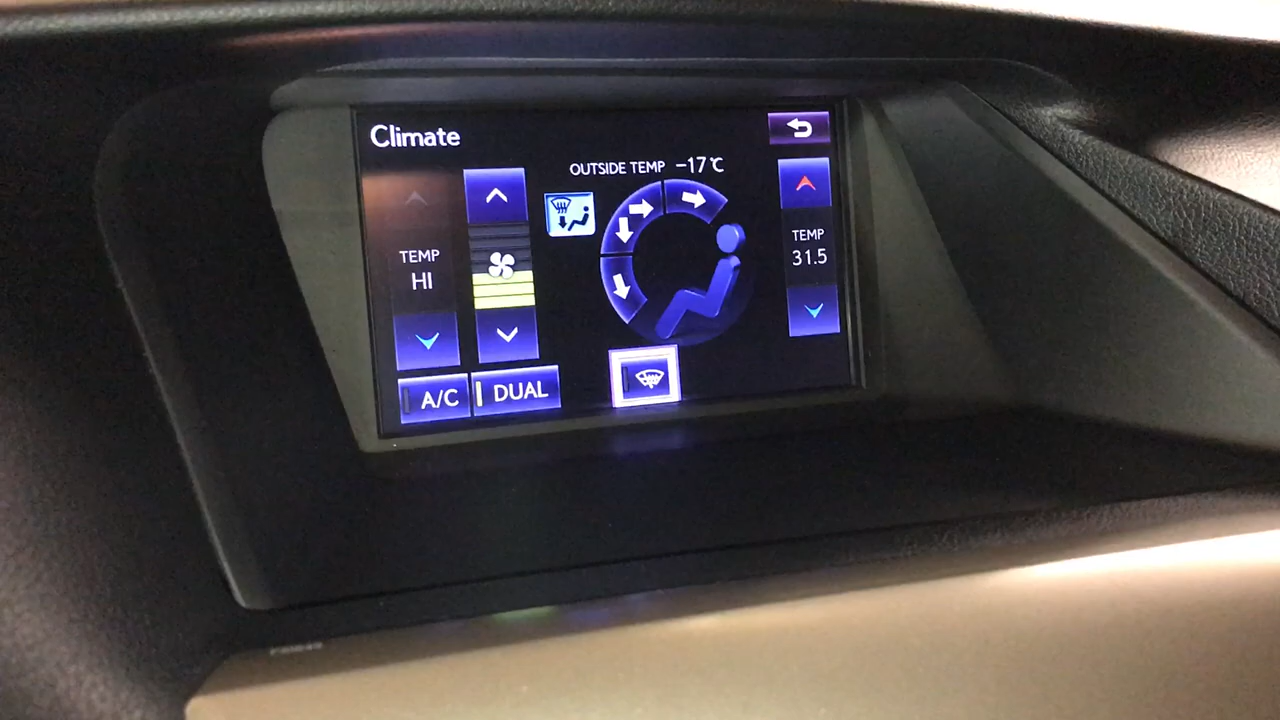 Climate
OUTSIDE TEMP -17℃
TEMP
HI
TEMP
31.5
A/C
DUAL